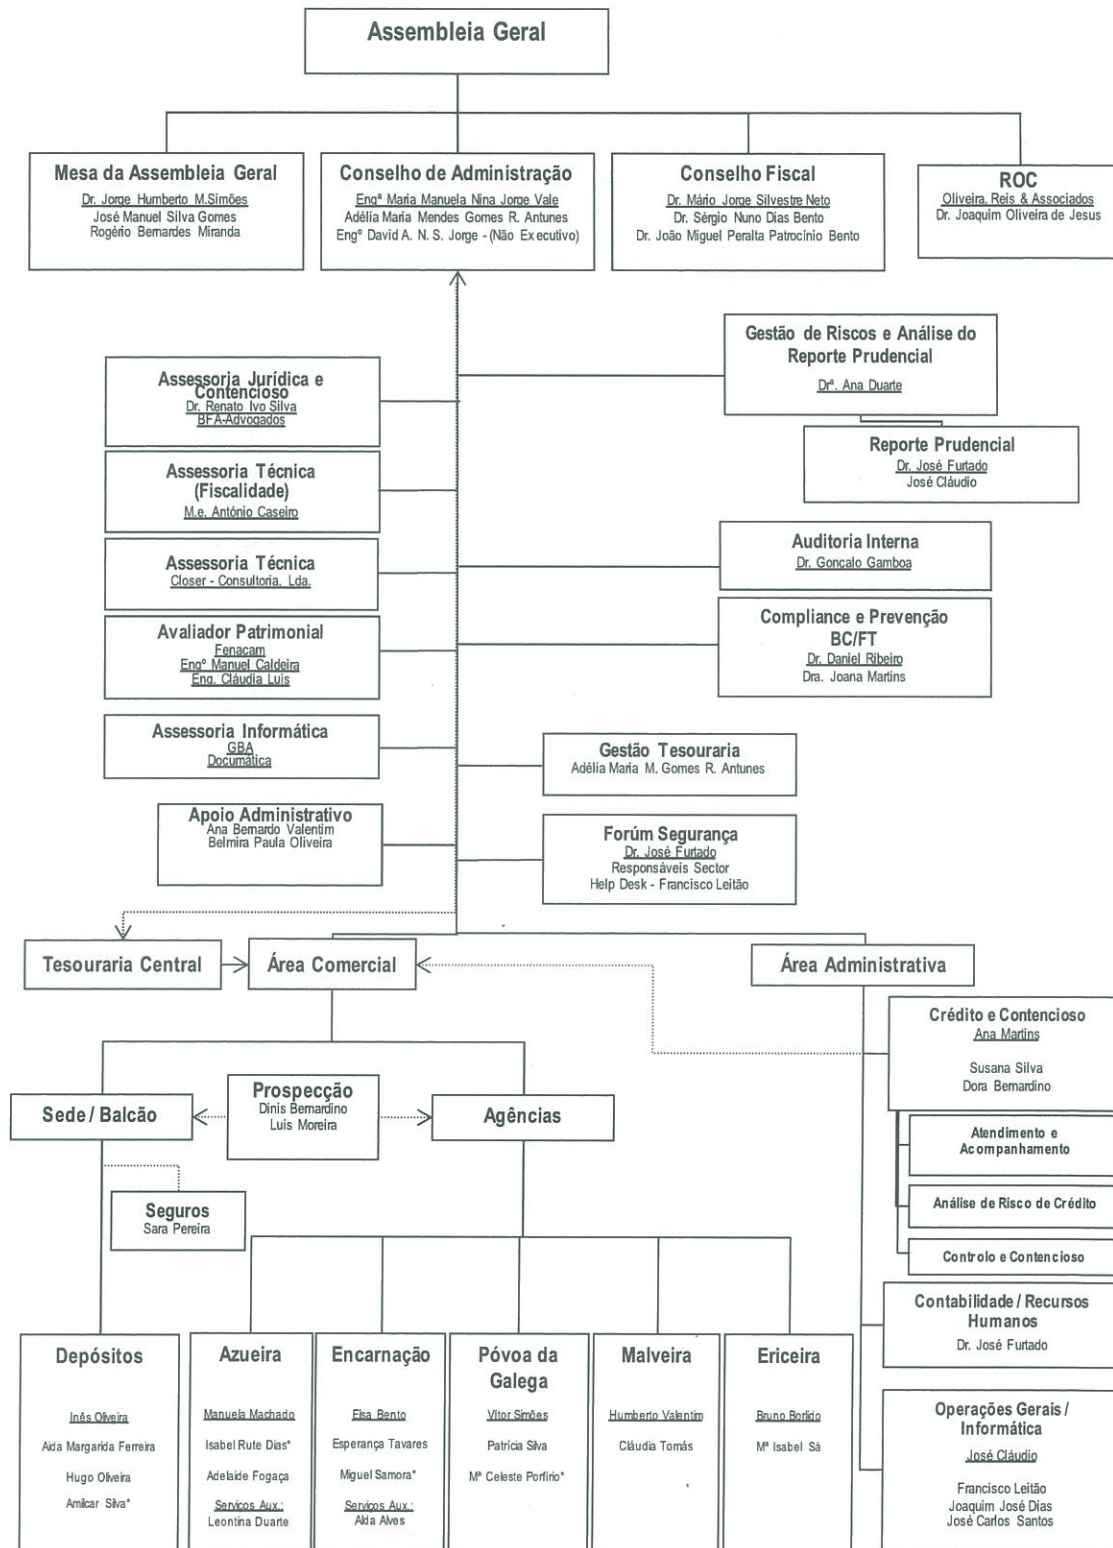 Assembleia Geral
Mesa da Assembleia Geral
Dr. Jorge Humberto M.Simões
José Manuel Silva Gomes
Rogério Bernardes Miranda
Conselho de Administração
Engª Maria Manuela Nina Jorge Vale
Adélia Maria Mendes Gomes R. Antunes
Engº David A. N. S. Jorge - (Não Executivo)
Conselho Fiscal
Dr. Mário Jorge Silvestre Neto
Dr. Sérgio Nuno Dias Bento
Dr. João Miguel Peralta Patrocínio Bento
ROC
Oliveira, Reis & Associados
Dr. Joaquim Oliveira de Jesus
Gestão de Riscos e Análise do
Reporte Prudencial
Drª. Ana Duarte
Reporte Prudencial
Dr. José Furtado
José Cláudio
Assessoria Jurídica e
Contencioso
Dr. Renato Ivo Silva
BFA-Advogados
Assessoria Técnica
(Fiscalidade)
M.e. António Caseiro
Assessoria Técnica
Closer - Consultoria, Lda.
Auditoria Interna
Dr. Gonçalo Gamboa
Avaliador Patrimonial
Fenacam
Engº Manuel Caldeira
Eng. Cláudia Luis
Compliance e Prevenção
BC/FT
Dr. Daniel Ribeiro
Dra. Joana Martins
Assessoria Informática
GBA
Documática
Gestão Tesouraria
Adélia Maria M. Gomes R. Antunes
Apoio Administrativo
Ana Bernardo Valentim
Belmira Paula Oliveira
Forúm Segurança
Dr. José Furtado
Responsáveis Sector
Help Desk - Francisco Leitão
Tesouraria Central
Área Comercial
Área Administrativa
Crédito e Contencioso
Ana Martins
Susana Silva
Dora Bernardino
Atendimento e
Acompanhamento
Análise de Risco de Crédito
Controlo e Contencioso
Sede / Balcão
Prospecção
Dinis Bernardino
Luís Moreira
Agências
Seguros
Sara Pereira
Contabilidade / Recursos
Humanos
Dr. José Furtado
Depósitos
Inês Oliveira
Aida Margarida Ferreira
Hugo Oliveira
Amilcar Silva*
Azueira
Manuela Machado
Isabel Rute Dias*
Adelaide Fogaça
Serviços Aux.:
Leontina Duarte
Encarnação
Elsa Bento
Esperança Tavares
Miguel Samora*
Serviços Aux.:
Alda Alves
Póvoa da
Galega
Vitor Simões
Patrícia Silva
Mª Celeste Porfírio*
Malveira
Humberto Valentim
Cláudia Tomás
Ericeira
Bruno Borlido
Mª Isabel Sá
Operações Gerais /
Informática
José Cláudio
Francisco Leitão
Joaquim José Dias
José Carlos Santos